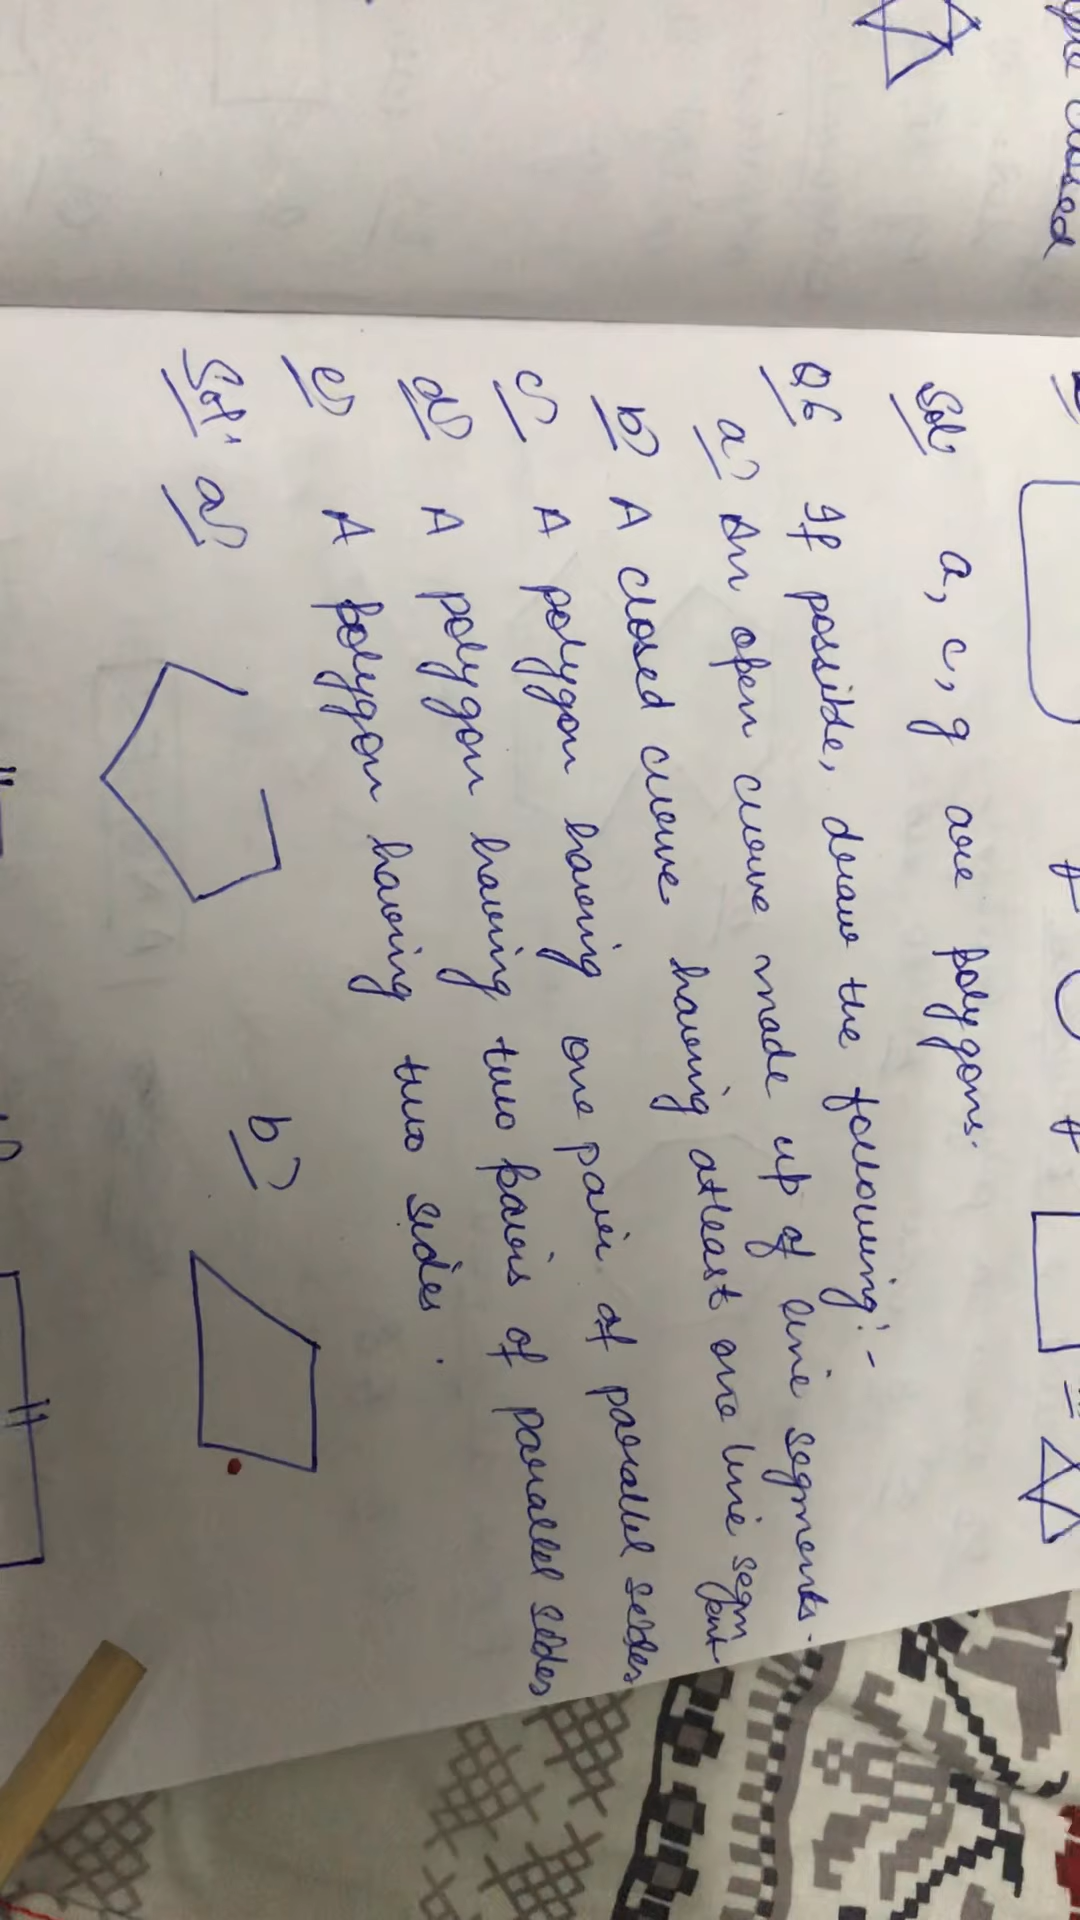 closed
Sol: a, c, g are polygons.
Q6 If possible, draw the following:-
a) An open curve made up of line segments.
b) A closed curve having atleast one line segment
c) A polygon having one pair of parallel sides
d) A polygon having two pairs of parallel sides
e) A polygon having two sides.
Sol. a) b)